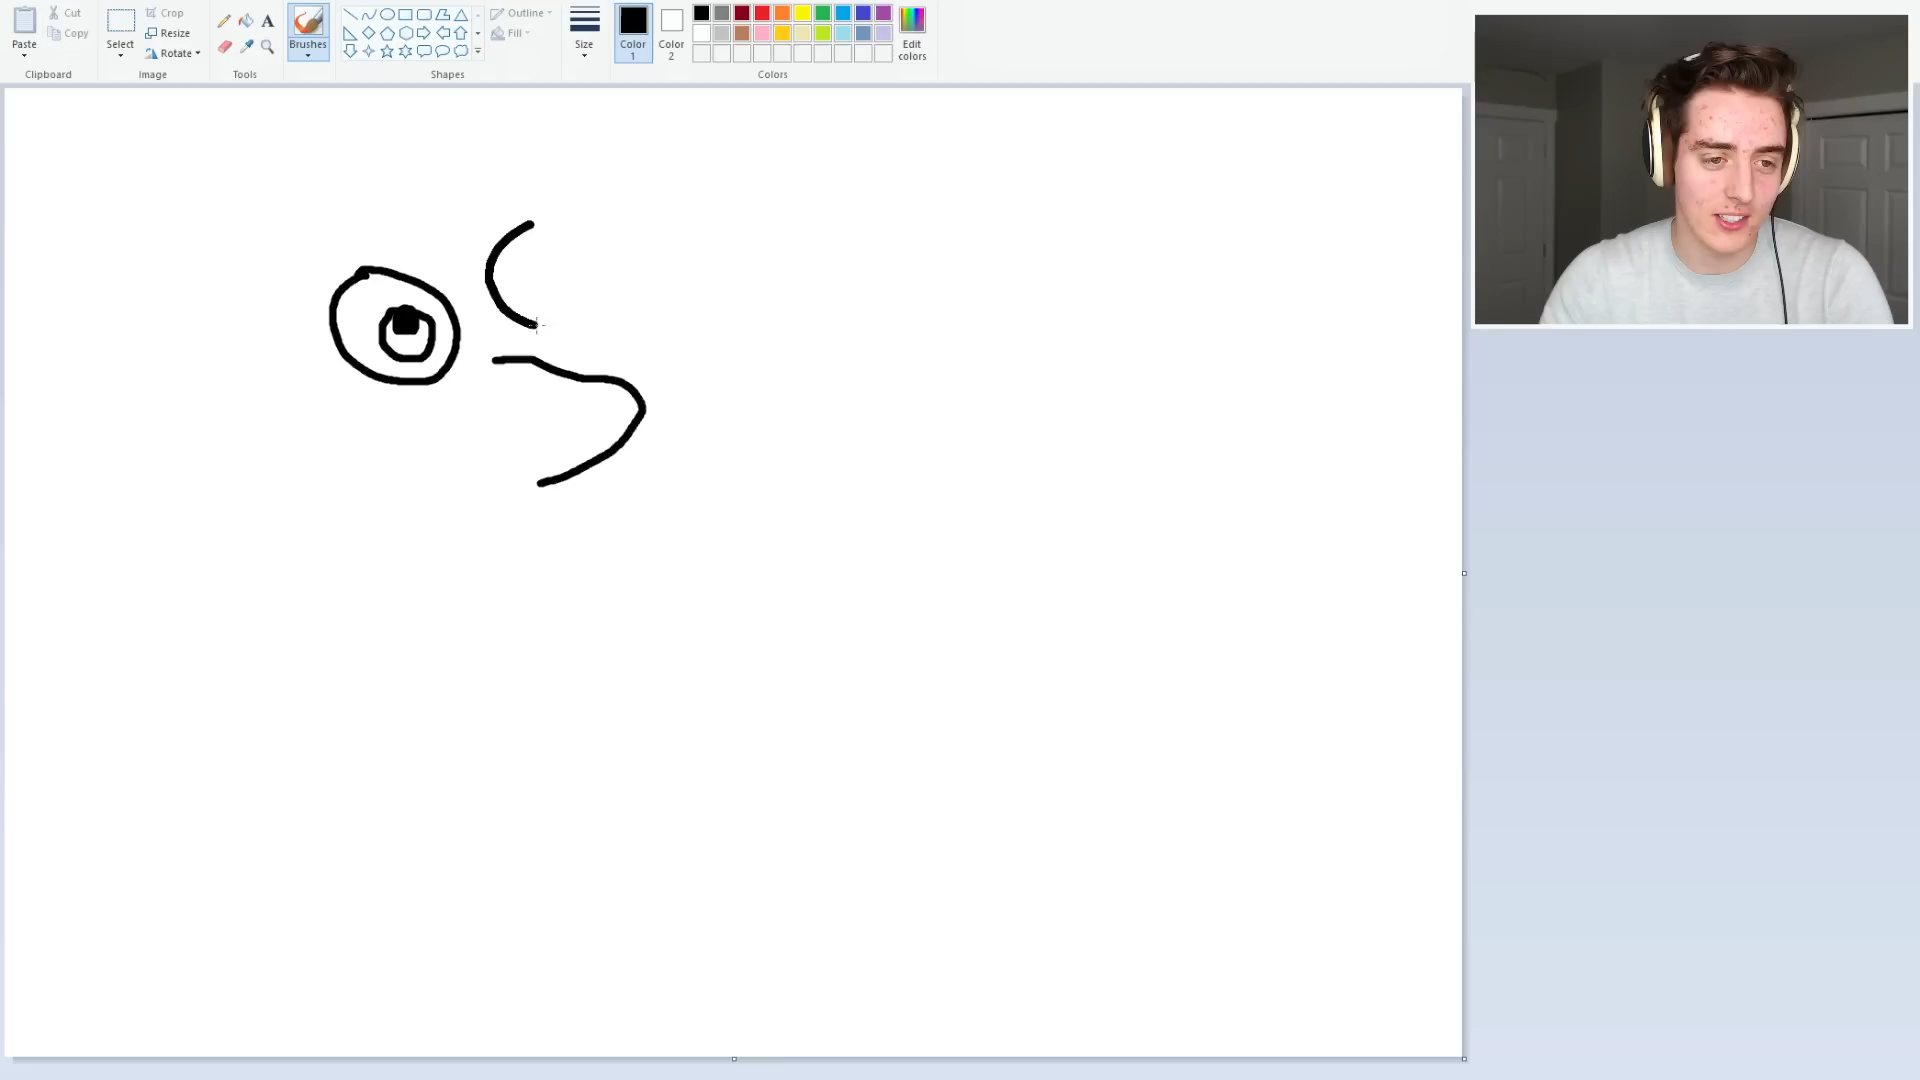 Paste
Cut
Copy
Clipboard
Select
Crop
Resize
Rotate
Image
A
Tools
Brushes
Shapes
Outline
Fill
Size
Color
1
Color
2
Colors
Edit
colors